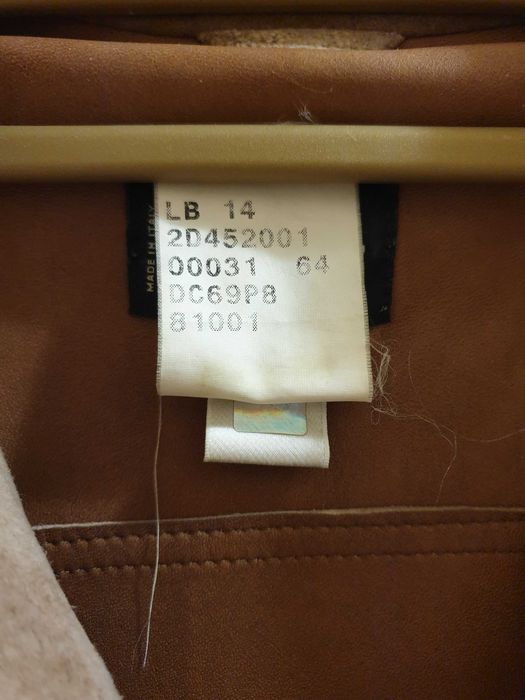 LB 14
2D452001
00031 64
DC69P8
81001
MADE IN ITALY